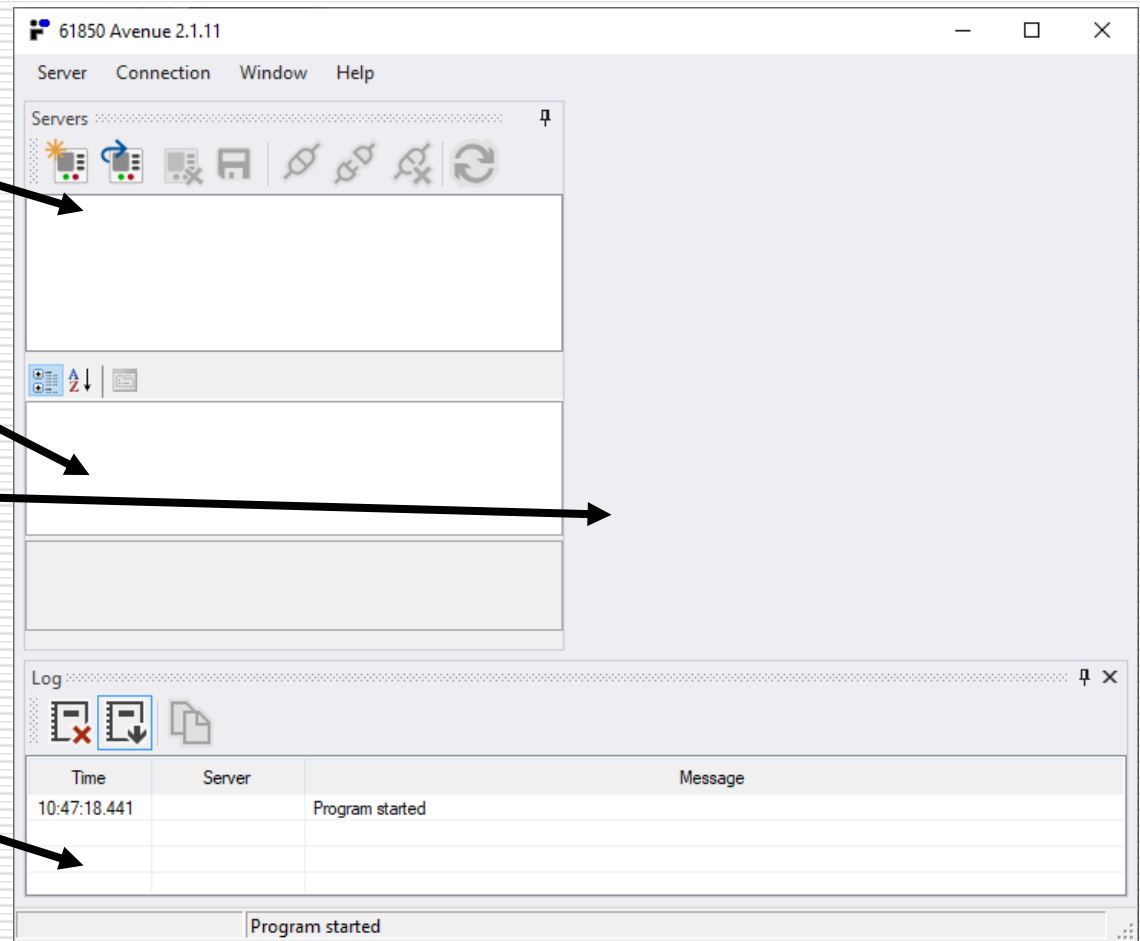 61850 Avenue 2.1.11
Server Connection Window Help
Servers
Log
Time Server Message
10:47:18.441 Program started
Program started